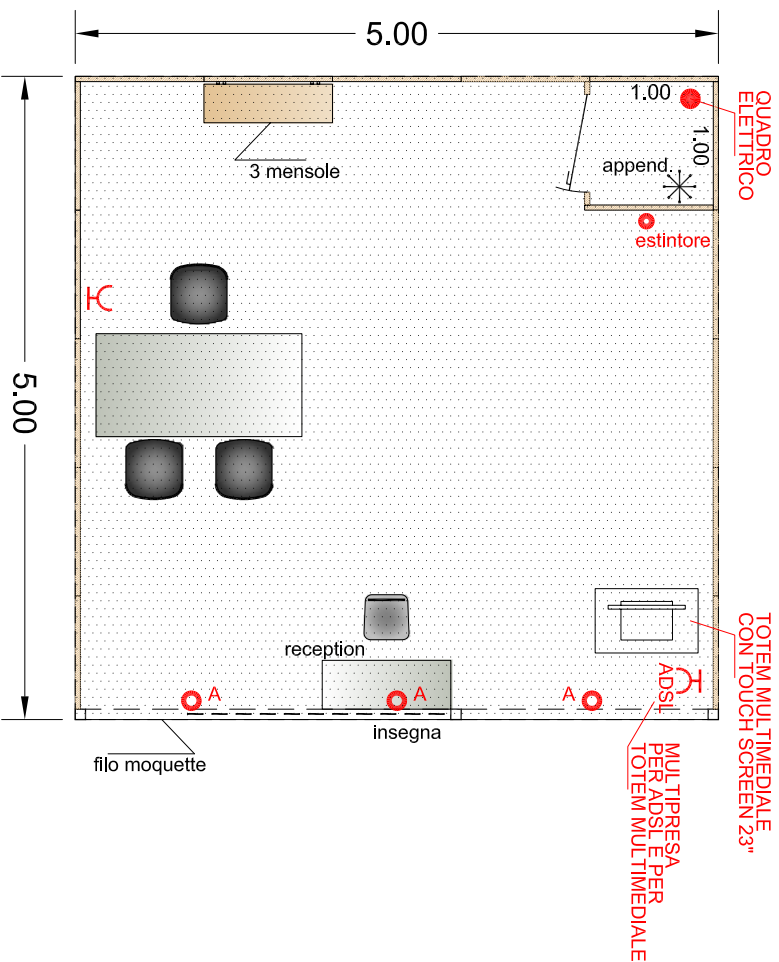 5.00
1.00
QUADRO
ELETTRICO
1.00
append.
3 mensole
estintore
5.00
TOTEM MULTIMEDIALE
CON TOUCH SCREEN 23"
reception
ADSL
A
A
A
insegna
filo moquette
MULTIPRESA
PER ADSL E PER
TOTEM MULTIMEDIALE